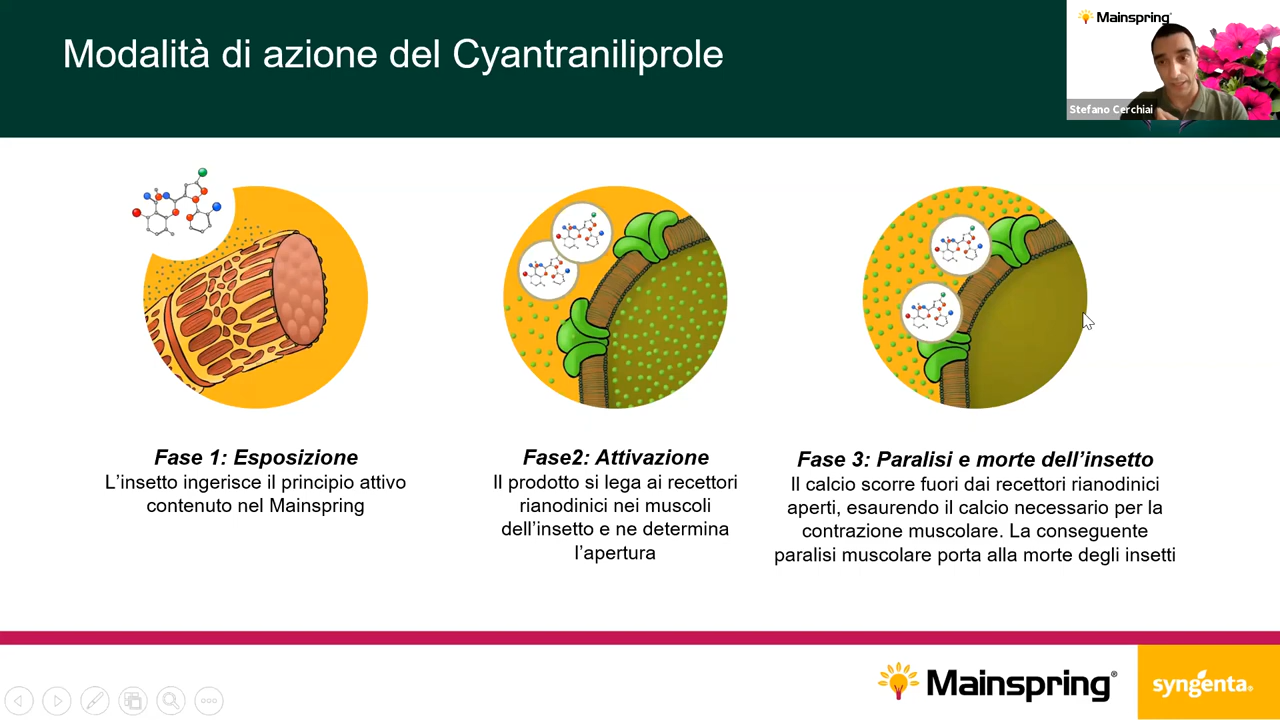 Modalità di azione del Cyantraniliprole
Mainspring
Stefano Cerchiai
Fase 1: Esposizione
L’insetto ingerisce il principio attivo
contenuto nel Mainspring
Fase2: Attivazione
Il prodotto si lega ai recettori
rianodinici nei muscoli
dell’insetto e ne determina
l’apertura
Fase 3: Paralisi e morte dell’insetto
Il calcio scorre fuori dai recettori rianodinici
aperti, esaurendo il calcio necessario per la
contrazione muscolare. La conseguente
paralisi muscolare porta alla morte degli insetti
Mainspring®
syngenta®